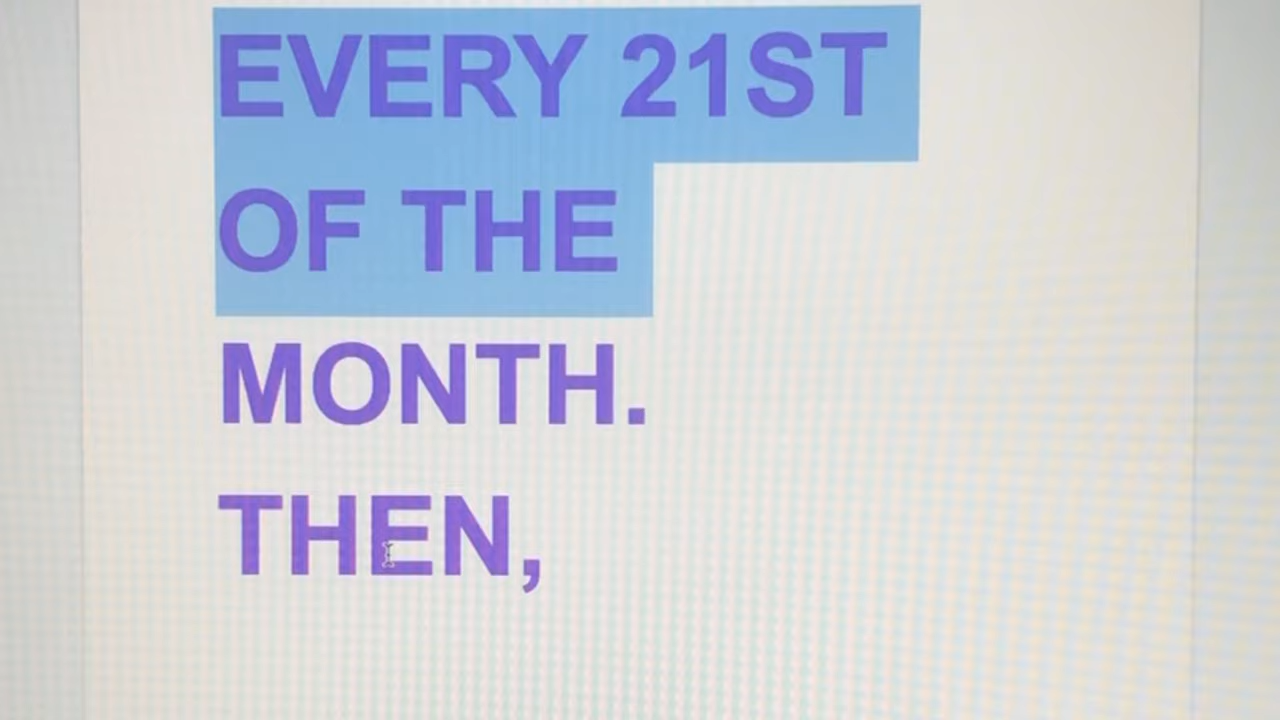 EVERY 21ST
OF THE
MONTH.
THEN,